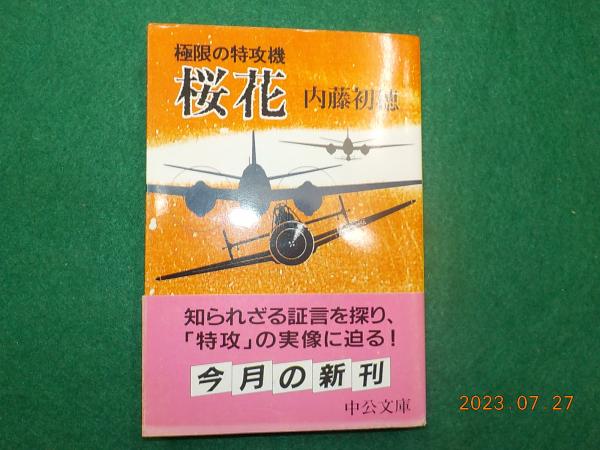 極限の特攻機
桜花 内藤初穂
知られざる証言を探り、
「特攻」の実像に迫る！
今月の新刊
中公文庫
2023.07.27